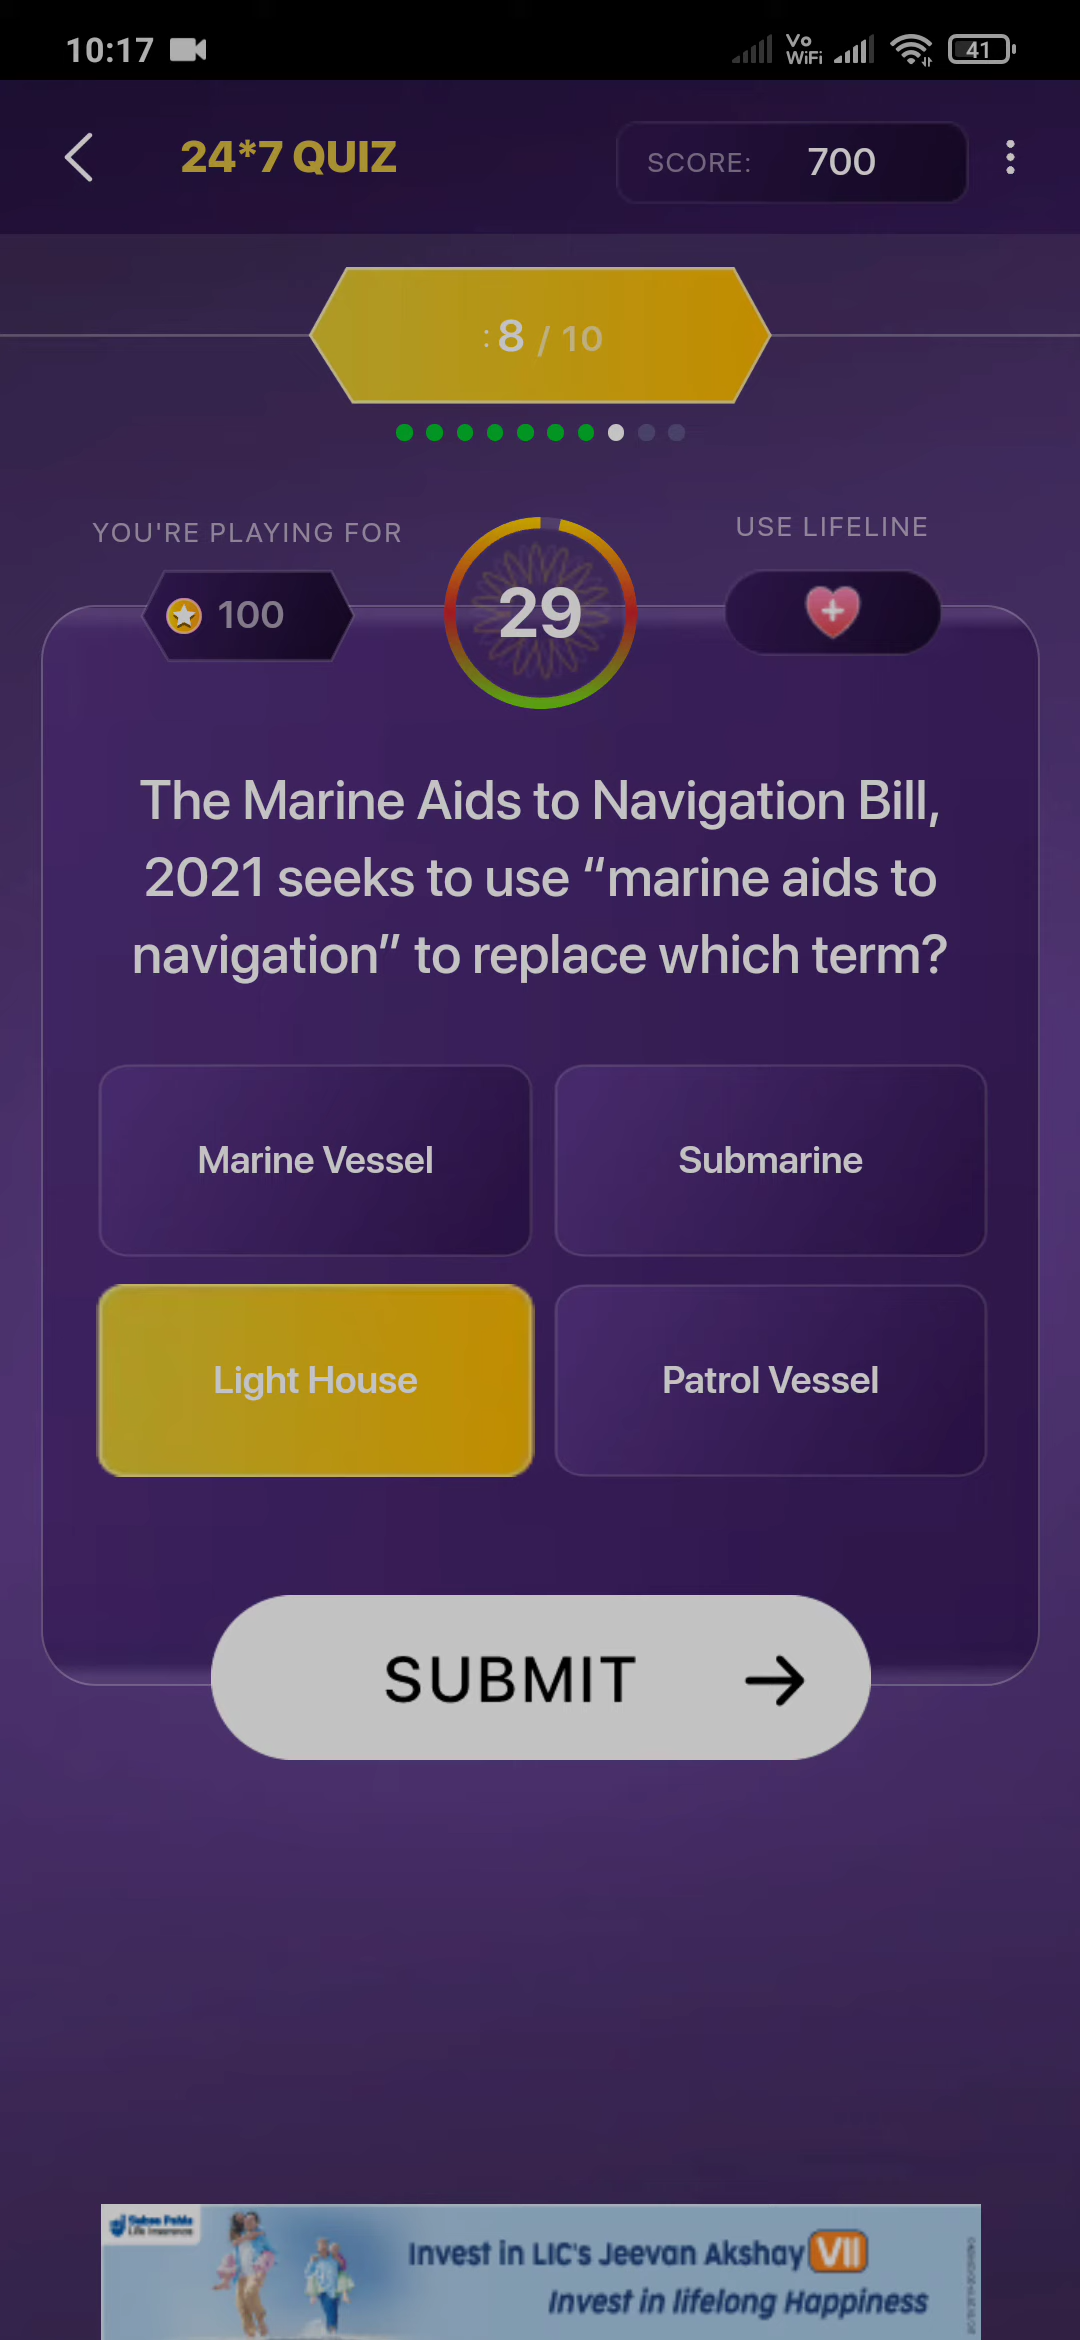 10:17
Vo
WiFi
41
24*7 QUIZ
SCORE: 700
: 8 / 10
YOU'RE PLAYING FOR
USE LIFELINE
100
29
The Marine Aids to Navigation Bill,
2021 seeks to use “marine aids to
navigation” to replace which term?
Marine Vessel
Submarine
Light House
Patrol Vessel
SUBMIT
Invest in LIC's Jeevan Akshay VII
Invest in lifelong Happiness